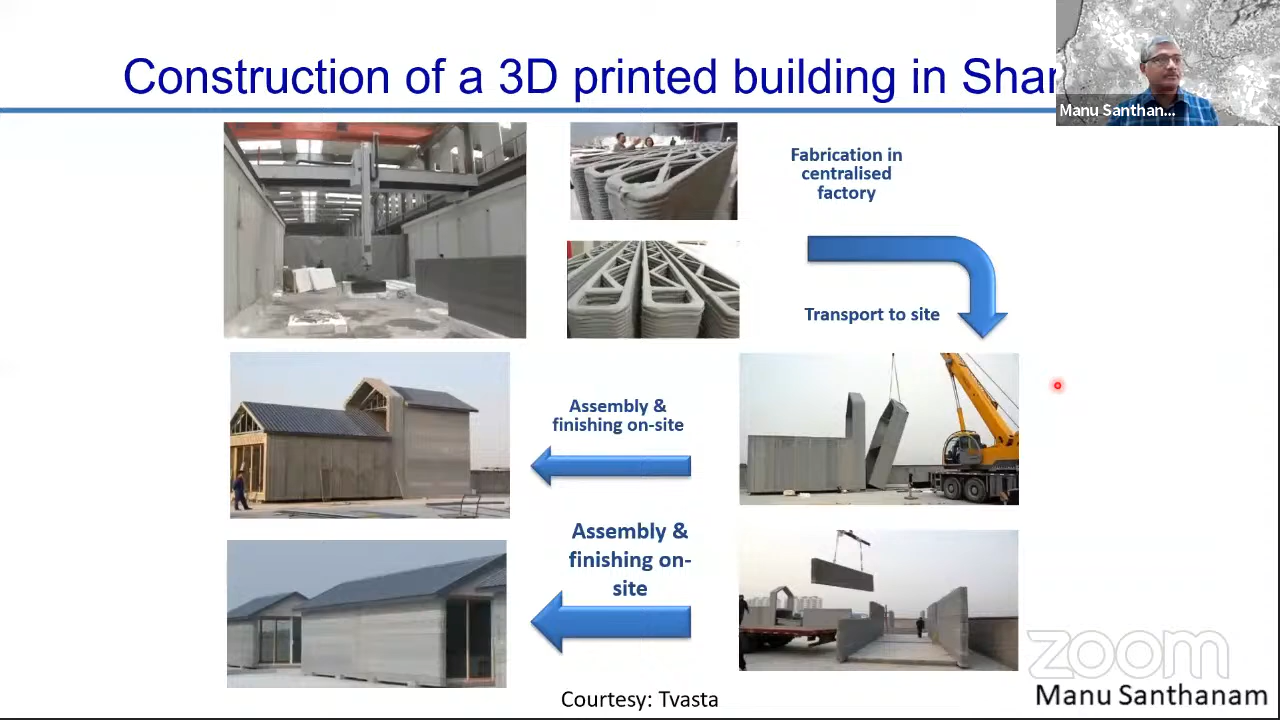 Construction of a 3D printed building in Shan
Manu Santhan...
Fabrication in
centralised
factory
Transport to site
Assembly &
finishing on-site
Assembly &
finishing on-
site
Courtesy: Tvasta
zoom
Manu Santhanam